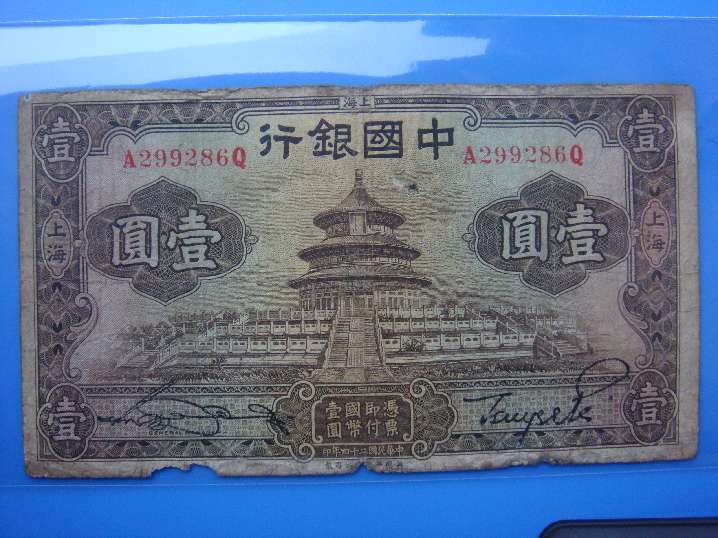 上海
中國銀行
A299286Q
A299286Q
壹
壹
壹圓
壹圓
上海
上海
憑票
即付
國幣
壹圓
壹
壹
中華民國二十四年印